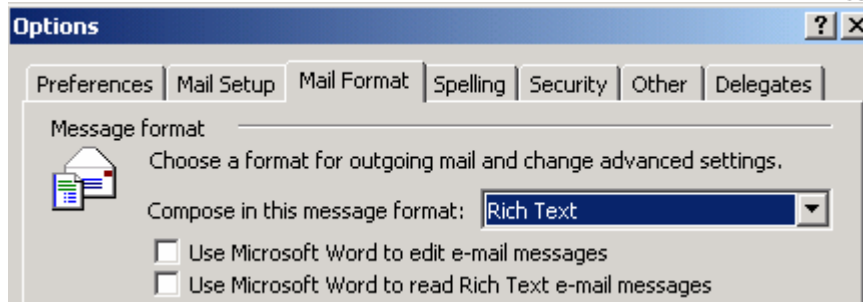 Options
Preferences Mail Setup Mail Format Spelling Security Other Delegates
Message format
Choose a format for outgoing mail and change advanced settings.
Compose in this message format: Rich Text
Use Microsoft Word to edit e-mail messages
Use Microsoft Word to read Rich Text e-mail messages